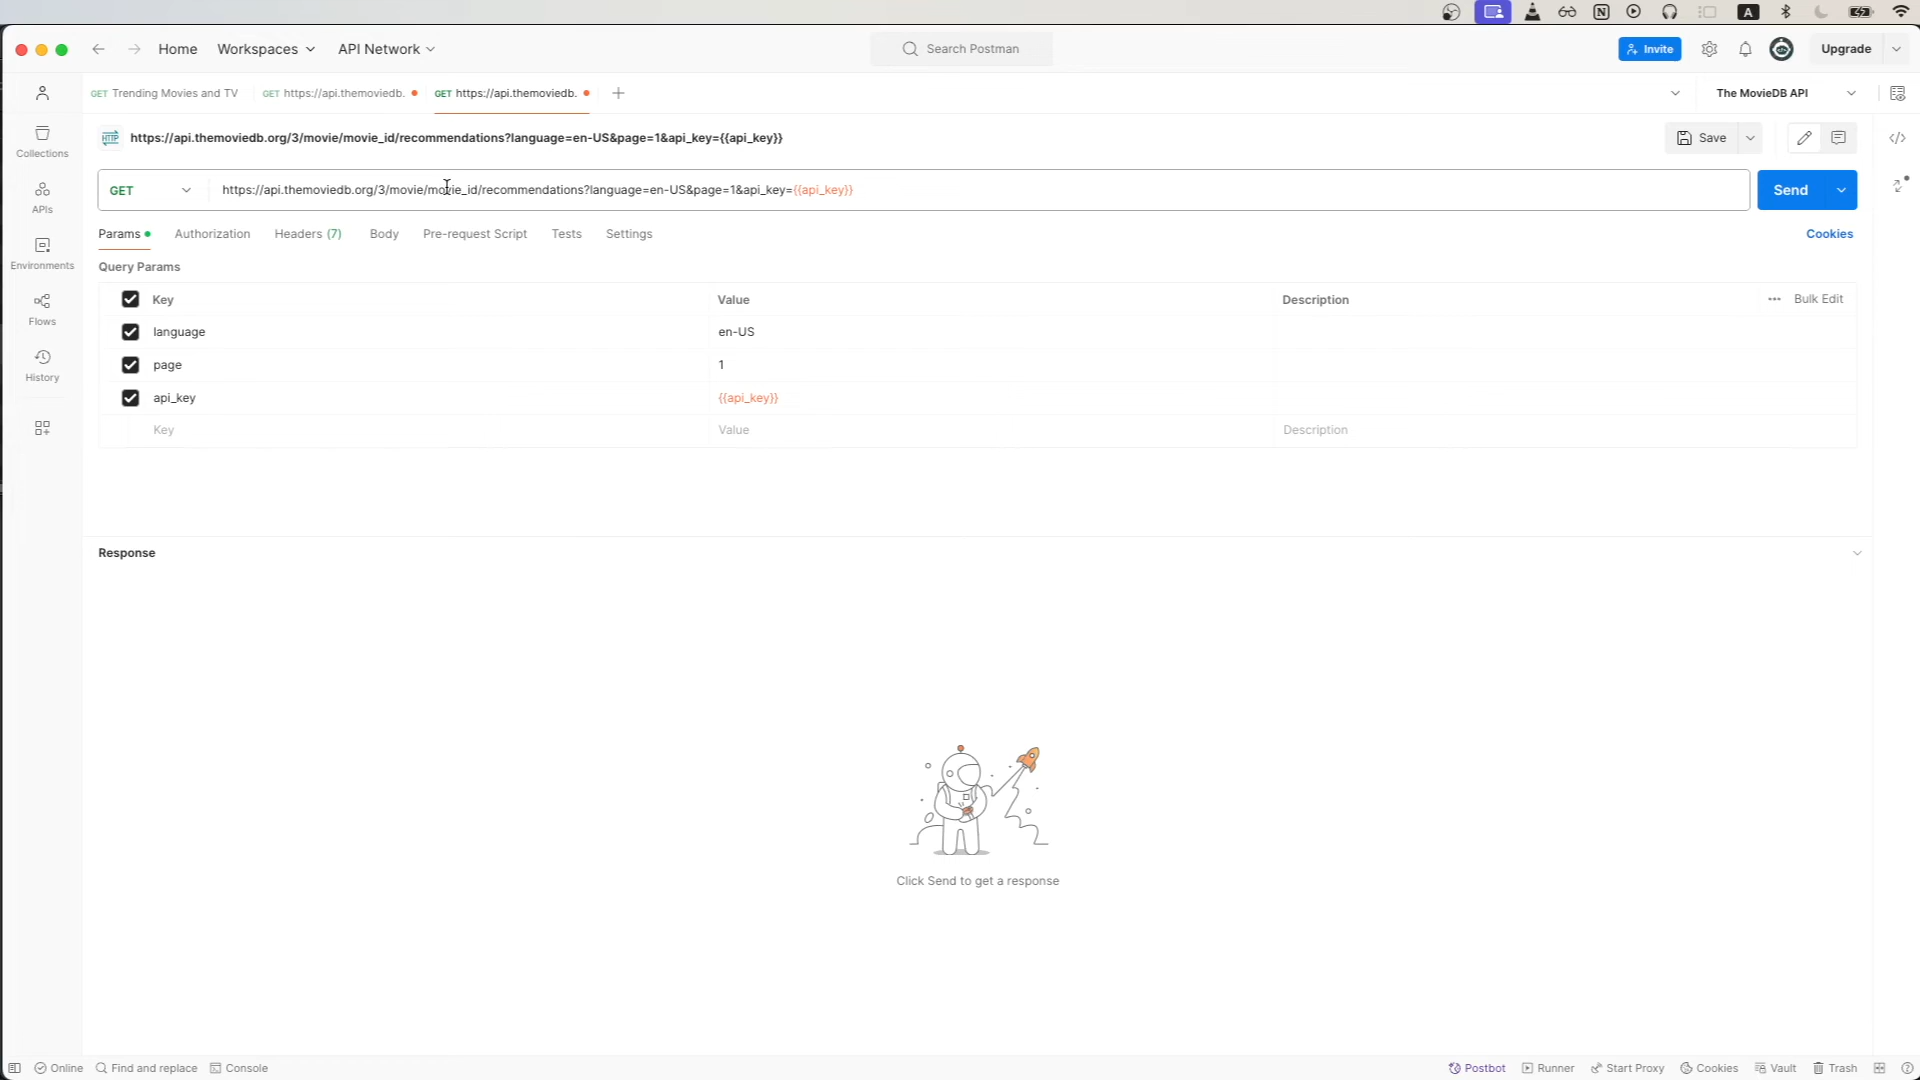 A
Home
Workspaces
API Network
Search Postman
Invite
Upgrade
GET Trending Movies and TV
GET https://api.themoviedb.
GET https://api.themoviedb.
The MovieDB API
HTTP https://api.themoviedb.org/3/movie/movie_id/recommendations?language=en-US&page=1&api_key={{api_key}}
Save
GET
https://api.themoviedb.org/3/movie/movie_id/recommendations?language=en-US&page=1&api_key={{api_key}}
Send
Params
Authorization
Headers (7)
Body
Pre-request Script
Tests
Settings
Cookies
Query Params
Key
Value
Description
Bulk Edit
language
en-US
page
1
api_key
{{api_key}}
Key
Value
Description
Collections
APIs
Environments
Flows
History
Response
Click Send to get a response
Online
Find and replace
Console
Postbot
Runner
Start Proxy
Cookies
Vault
Trash